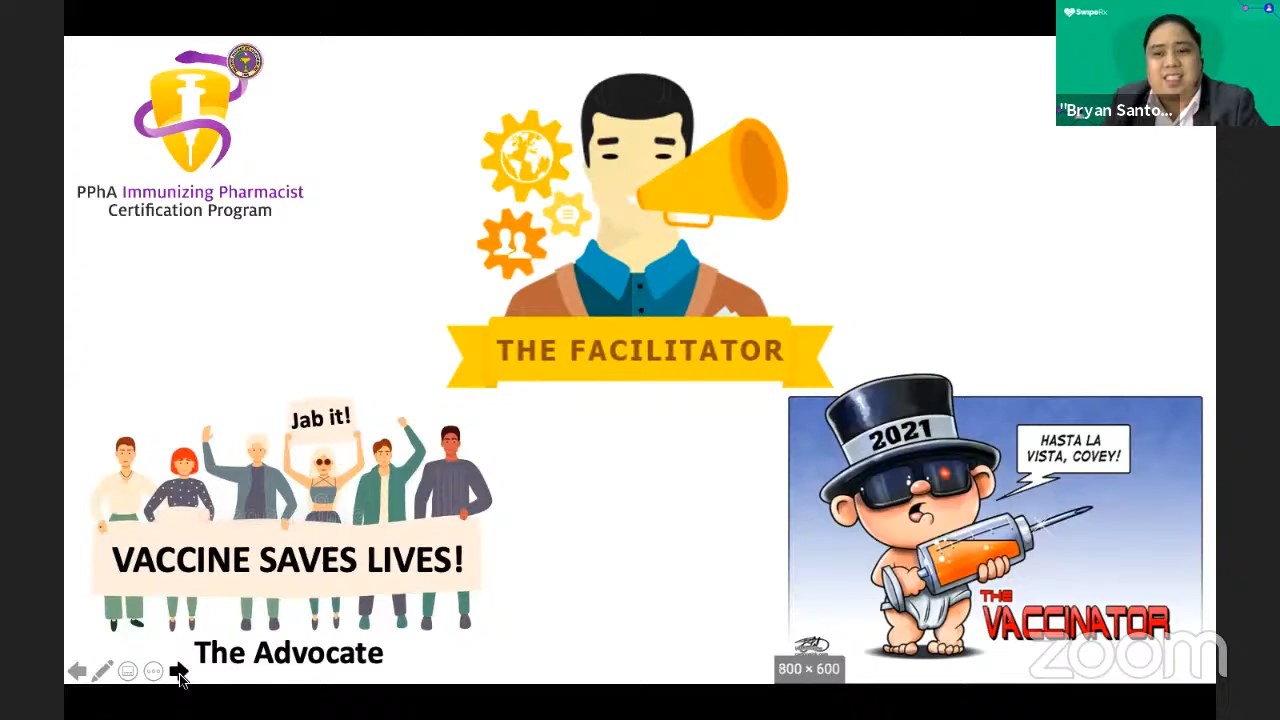 SwipeRx
"Bryan Santo...
PPhA Immunizing Pharmacist
Certification Program
THE FACILITATOR
Jab it!
VACCINE SAVES LIVES!
The Advocate
2021
HASTA LA
VISTA, COVEY!
THE
VACCINATOR
800 × 600
zoom